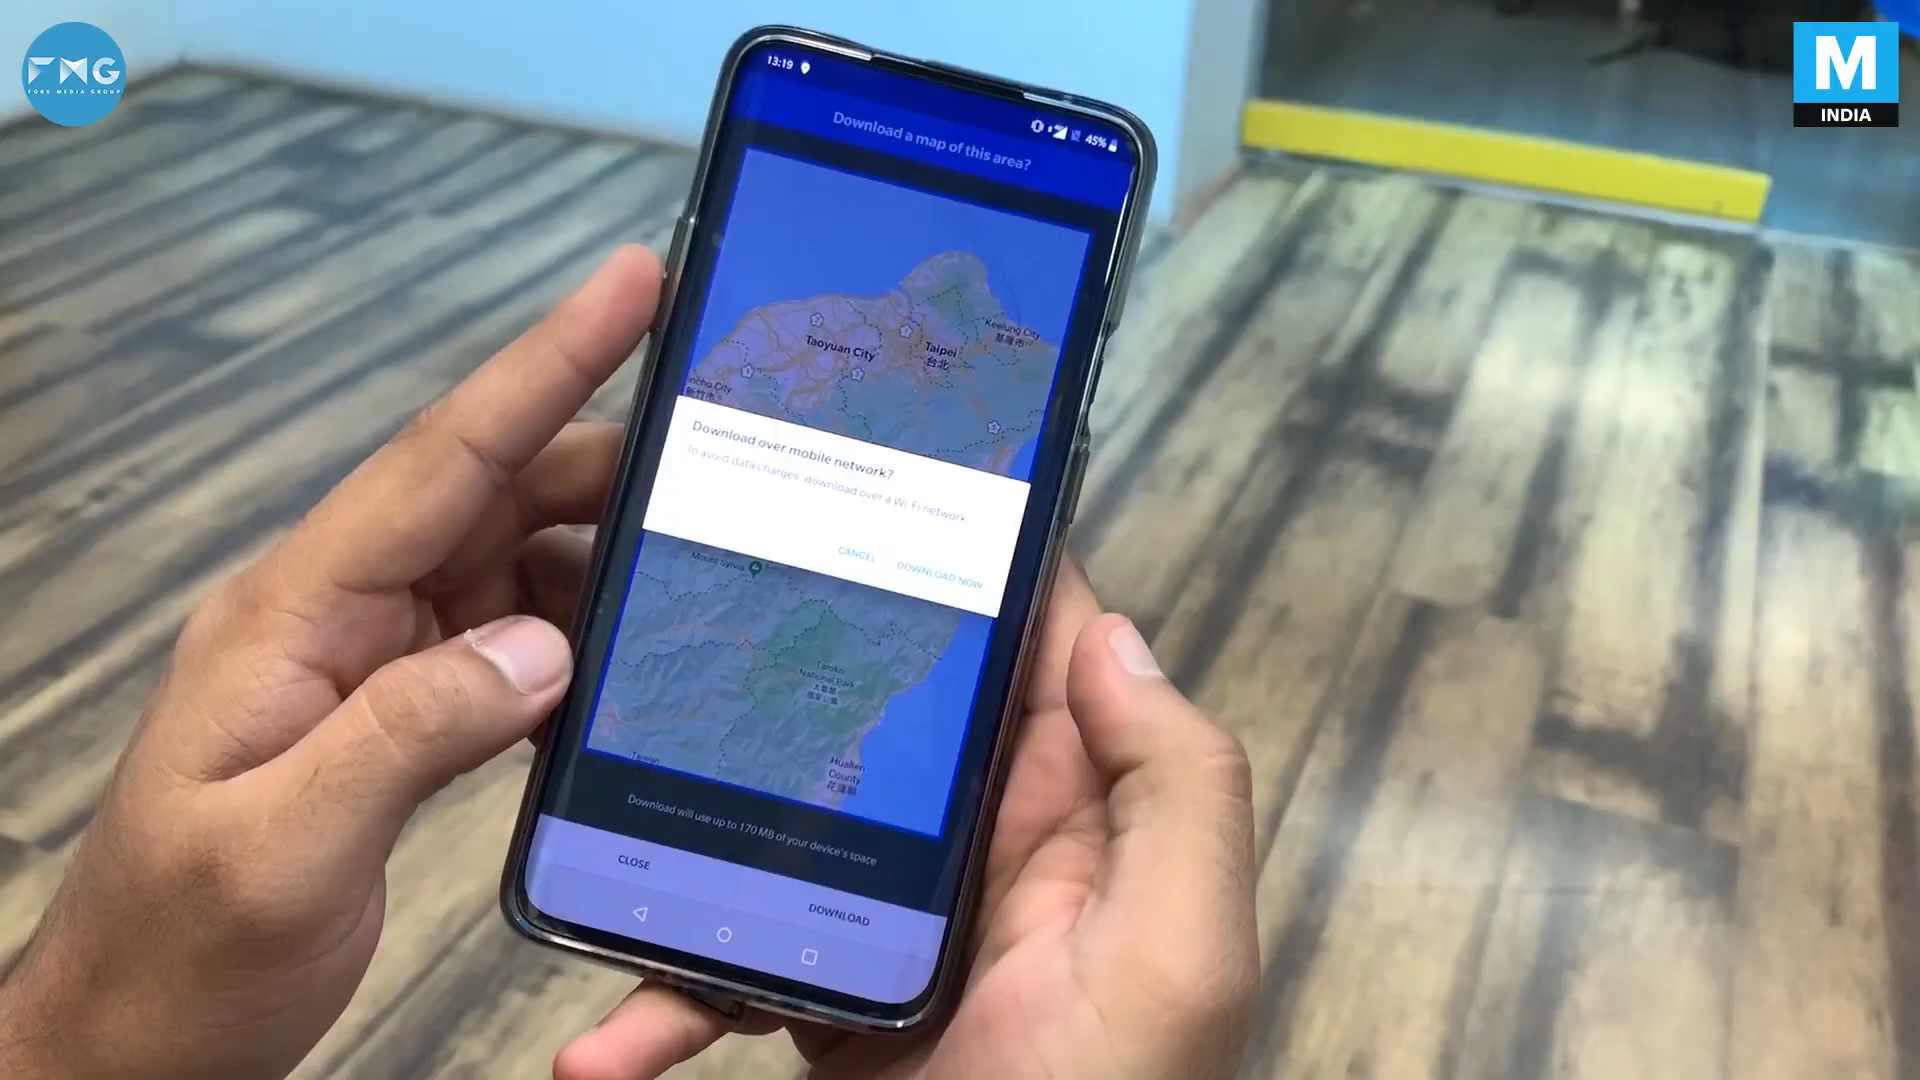 FMG
FORK MEDIA GROUP
M
INDIA
13:19
45%
Download a map of this area?
Keelung City
基隆市
Taoyuan City
Taipei
台北
Download over mobile network?
To avoid data charges, download over a Wi-Fi network
CANCEL
DOWNLOAD NOW
Mount Sylvia
Taroko
National Park
Hualien
County
花蓮縣
Download will use up to 170 MB of your device's space
CLOSE
DOWNLOAD